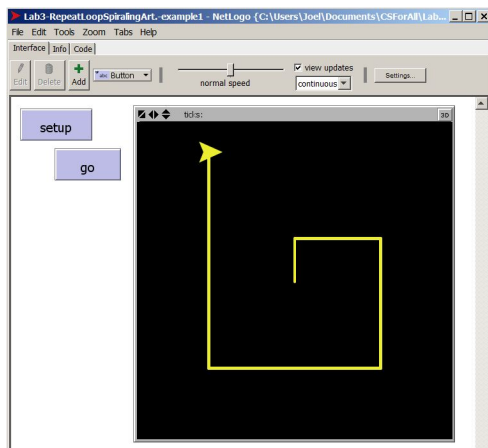 Lab3-RepeatLoopSpiralingArt.-example1 - NetLogo {C:\Users\Joel\Documents\CSForAll\Lab...
File Edit Tools Zoom Tabs Help
Interface Info Code
Edit Delete Add abc Button normal speed view updates continuous Settings...
setup
go
ticks:
3D